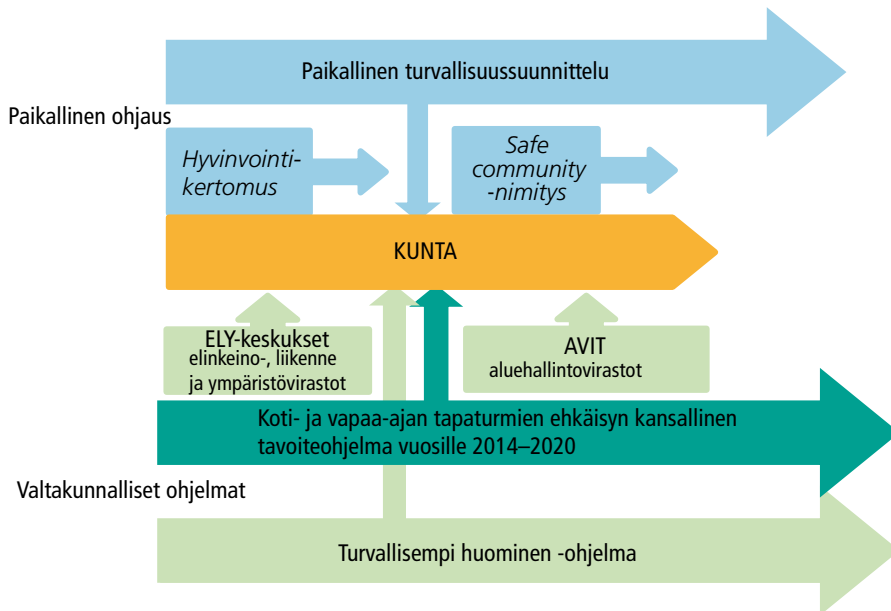 Paikallinen turvallisuussuunnittelu
Paikallinen ohjaus
Hyvinvointi-
kertomus
Safe
community
-nimitys
KUNTA
ELY-keskukset
elinkeino-, liikenne
ja ympäristövirastot
AVIT
aluehallintovirastot
Koti- ja vapaa-ajan tapaturmien ehkäisyn kansallinen
tavoiteohjelma vuosille 2014–2020
Valtakunnalliset ohjelmat
Turvallisempi huominen -ohjelma